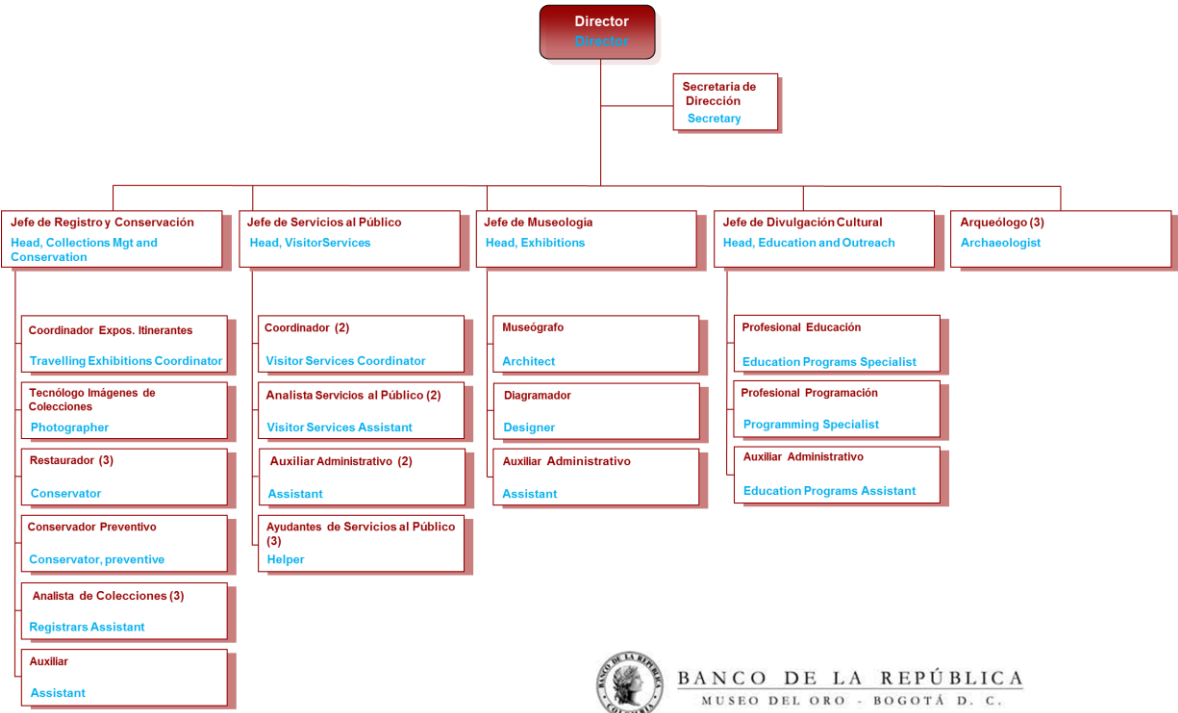 Director
Director
Secretaria de
Dirección
Secretary
Jefe de Registro y Conservación
Head, Collections Mgt and
Conservation
Jefe de Servicios al Público
Head, VisitorServices
Jefe de Museología
Head, Exhibitions
Jefe de Divulgación Cultural
Head, Education and Outreach
Arqueólogo (3)
Archaeologist
Coordinador Expos. Itinerantes
Travelling Exhibitions Coordinator
Tecnólogo Imágenes de
Colecciones
Photographer
Restaurador (3)
Conservator
Conservador Preventivo
Conservator, preventive
Analista de Colecciones (3)
Registrars Assistant
Auxiliar
Assistant
Coordinador (2)
Visitor Services Coordinator
Analista Servicios al Público (2)
Visitor Services Assistant
Auxiliar Administrativo (2)
Assistant
Ayudantes de Servicios al Público
(3)
Helper
Museógrafo
Architect
Diagramador
Designer
Auxiliar Administrativo
Assistant
Profesional Educación
Education Programs Specialist
Profesional Programación
Programming Specialist
Auxiliar Administrativo
Education Programs Assistant
BANCO DE LA REPÚBLICA
COLOMBIA
BANCO DE LA REPÚBLICA
MUSEO DEL ORO - BOGOTÁ D. C.